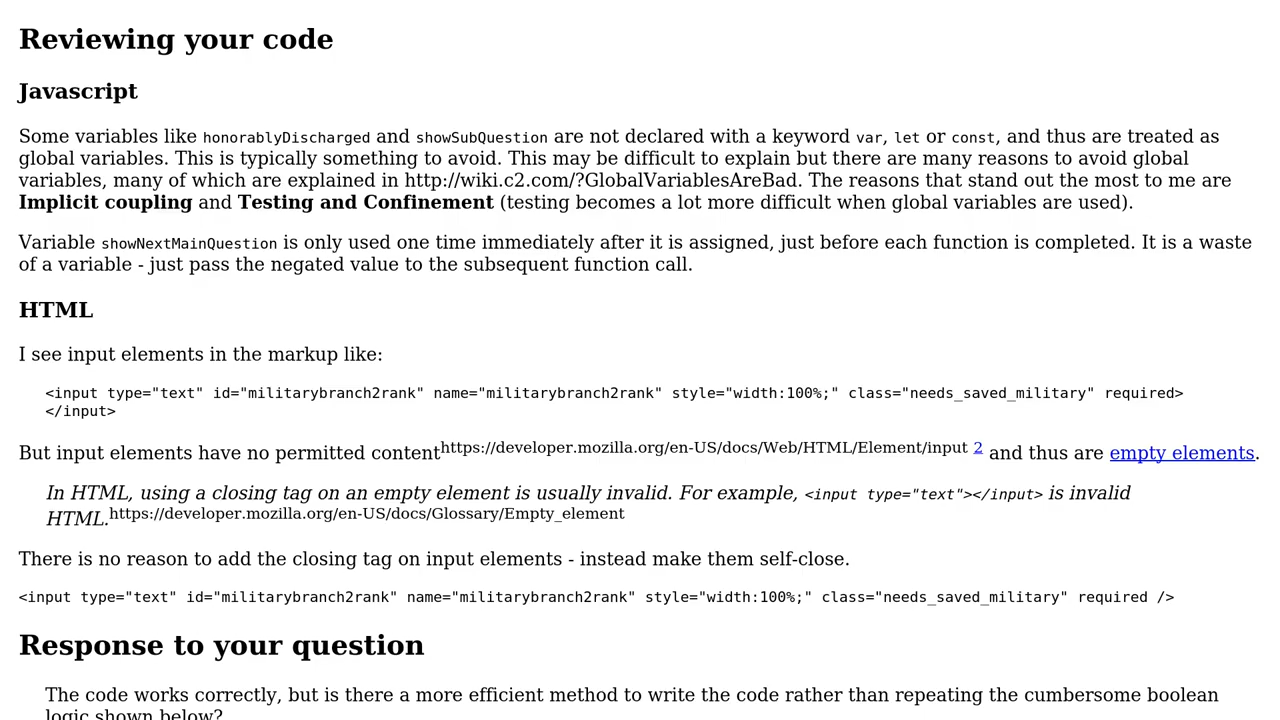 Reviewing your code
Javascript
Some variables like honorablyDischarged and showSubQuestion are not declared with a keyword var, let or const, and thus are treated as
global variables. This is typically something to avoid. This may be difficult to explain but there are many reasons to avoid global
variables, many of which are explained in http://wiki.c2.com/?GlobalVariablesAreBad. The reasons that stand out the most to me are
Implicit coupling and Testing and Confinement (testing becomes a lot more difficult when global variables are used).
Variable showNextMainQuestion is only used one time immediately after it is assigned, just before each function is completed. It is a waste
of a variable - just pass the negated value to the subsequent function call.
HTML
I see input elements in the markup like:
<input type="text" id="militarybranch2rank" name="militarybranch2rank" style="width:100%;" class="needs_saved_military" required>
</input>
But input elements have no permitted contenthttps://developer.mozilla.org/en-US/docs/Web/HTML/Element/input 2 and thus are empty elements.
In HTML, using a closing tag on an empty element is usually invalid. For example, <input type="text"></input> is invalid
HTML.https://developer.mozilla.org/en-US/docs/Glossary/Empty_element
There is no reason to add the closing tag on input elements - instead make them self-close.
<input type="text" id="militarybranch2rank" name="militarybranch2rank" style="width:100%;" class="needs_saved_military" required />
Response to your question
The code works correctly, but is there a more efficient method to write the code rather than repeating the cumbersome boolean
logic shown below?